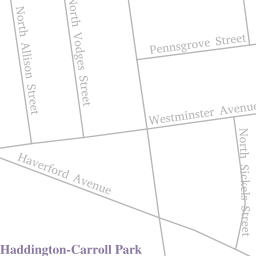 North Allison Street
North Vodges Street
Pennsgrove Street
Westminster Avenue
North Sickels Street
Haverford Avenue
Haddington-Carroll Park